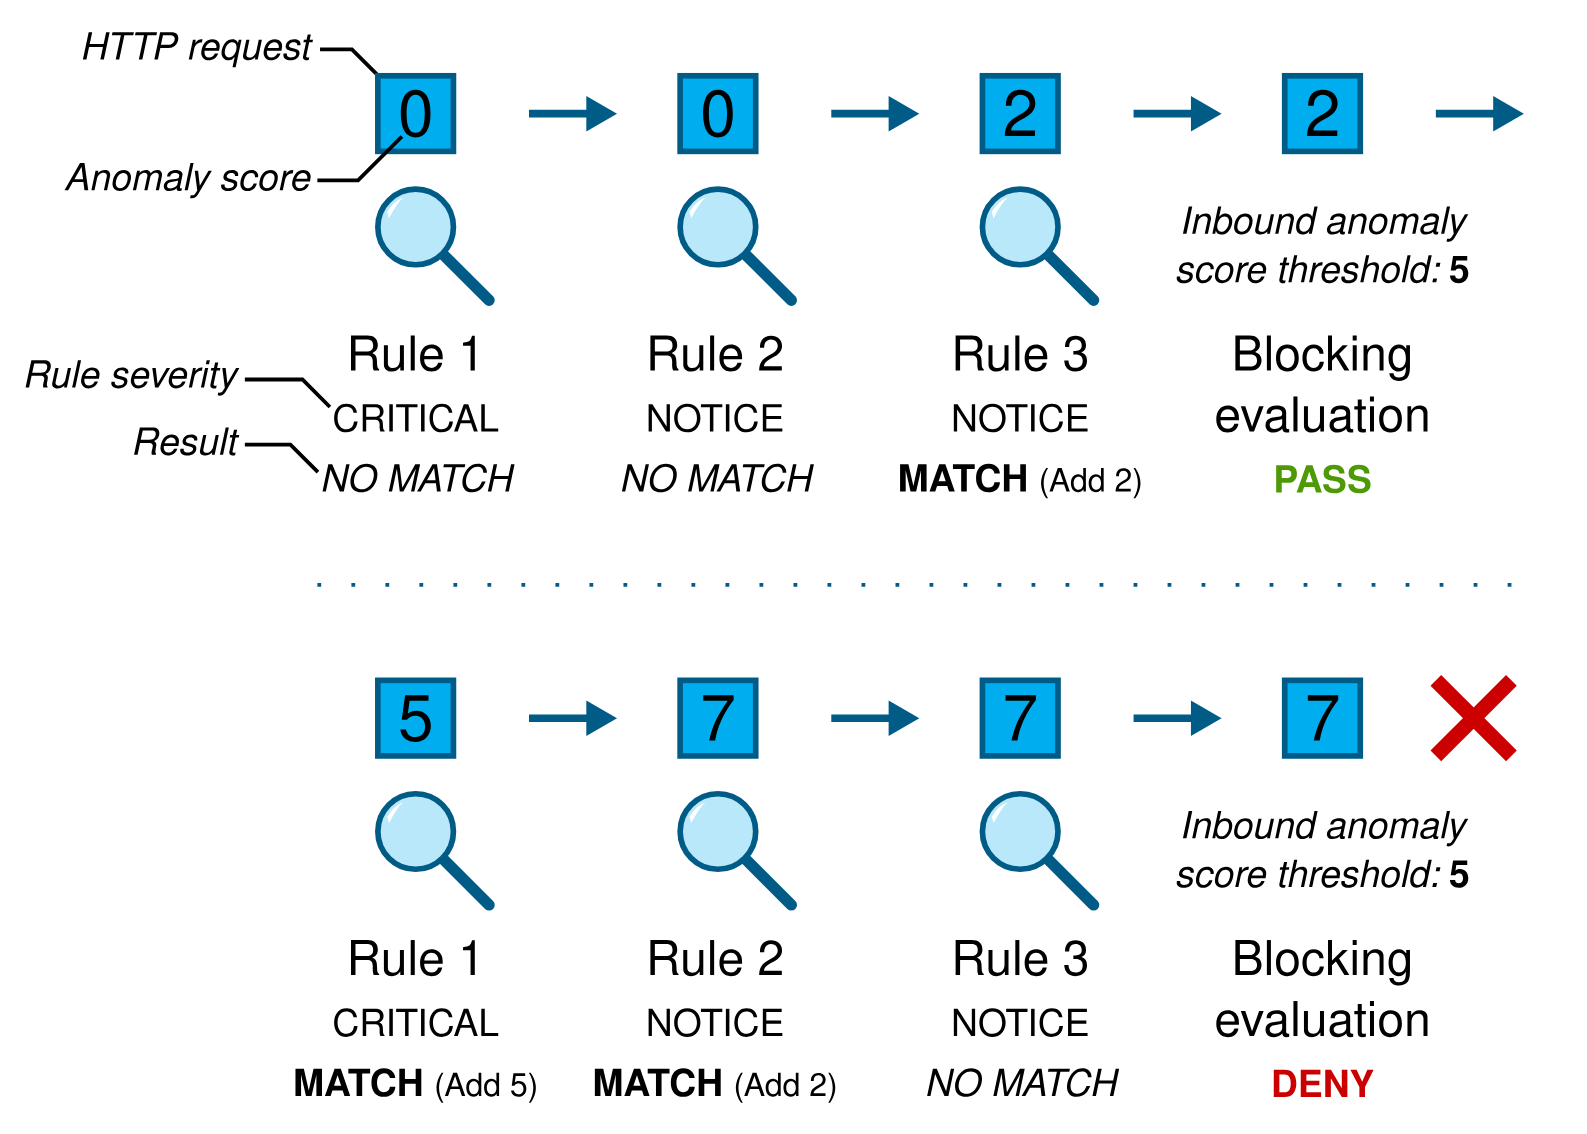 HTTP request
0
0
2
2
Anomaly score
Inbound anomaly
score threshold: 5
Rule 1
Rule 2
Rule 3
Blocking
evaluation
Rule severity
CRITICAL
NOTICE
NOTICE
Result
NO MATCH
NO MATCH
MATCH (Add 2)
PASS
5
7
7
7
Inbound anomaly
score threshold: 5
Rule 1
Rule 2
Rule 3
Blocking
evaluation
CRITICAL
NOTICE
NOTICE
MATCH (Add 5)
MATCH (Add 2)
NO MATCH
DENY